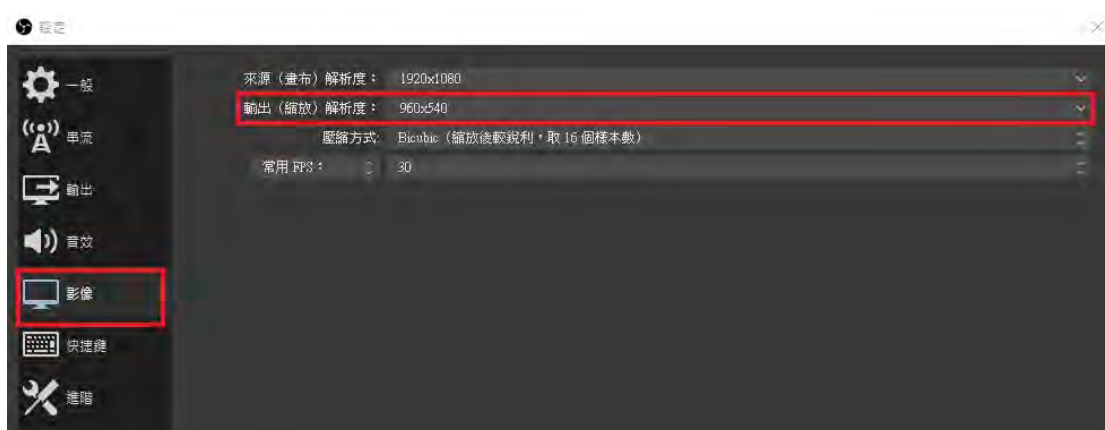 設定
一般
串流
輸出
音效
影像
快捷鍵
進階
來源（畫布）解析度： 1920x1080
輸出（縮放）解析度： 960x540
壓縮方式: Bicubic（縮放後較銳利，取 16 個樣本數）
常用 FPS： 30